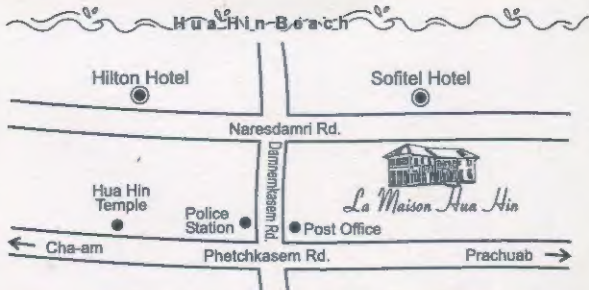 Hua Hin Beach
Hilton Hotel
Sofitel Hotel
Naresdamri Rd.
Damnernkasem Rd.
La Maison Hua Hin
Hua Hin
Temple
Police
Station
Post Office
Cha-am
Phetchkasem Rd.
Prachuab